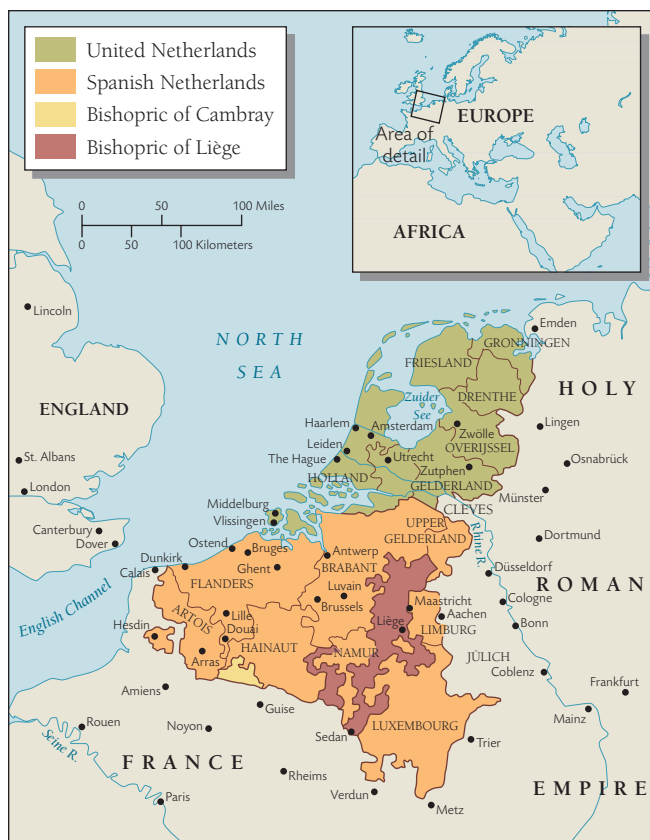 United Netherlands
Spanish Netherlands
Bishopric of Cambray
Bishopric of Liège
EUROPE
Area of
detail
AFRICA
0 50 100 Miles
0 50 100 Kilometers
Lincoln
NORTH
SEA
Emden
GRONNINGEN
FRIESLAND
HOLY
DRENTHE
Zuider
See
ENGLAND
Haarlem
Amsterdam
Zwölle
Lingen
Leiden
OVERIJSSEL
St. Albans
The Hague
Utrecht
Osnabrück
Zutphen
HOLLAND
GELDERLAND
London
Münster
Middelburg
CLEVES
Vlissingen
UPPER
GELDERLAND
Canterbury
Rhine R.
Dover
Ostend
Bruges
Antwerp
Dortmund
Dunkirk
Ghent
BRABANT
Calais
FLANDERS
Düsseldorf
Luvain
ROMAN
English Channel
Brussels
Maastricht
Cologne
ARTOIS
Lille
Aachen
Hesdin
Douai
Liège
LIMBURG
Bonn
HAINAUT
NAMUR
Arras
JÜLICH
Coblenz
Amiens
Frankfurt
Guise
Mainz
Rouen
Noyon
LUXEMBOURG
Sedan
Trier
Seine R.
FRANCE
Rheims
EMPIRE
Verdun
Paris
Metz